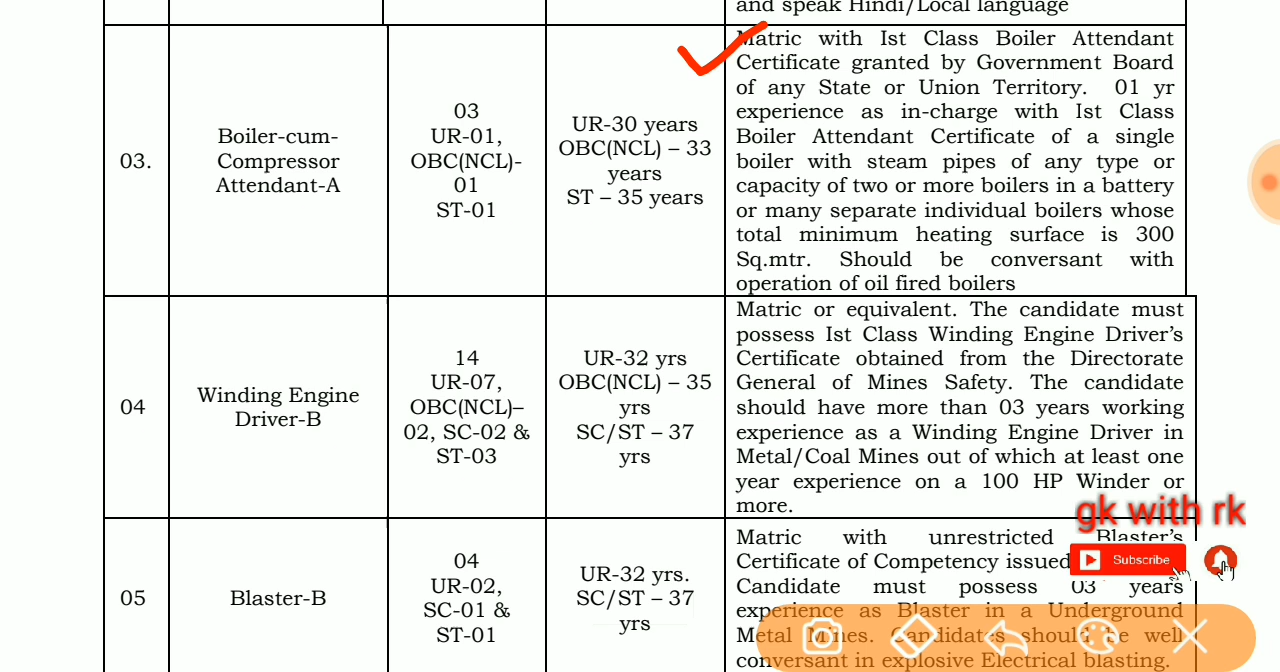 and speak Hindi/Local language
03.
Boiler-cum-
Compressor
Attendant-A
03
UR-01,
OBC(NCL)-
01
ST-01
UR-30 years
OBC(NCL) – 33
years
ST – 35 years
Matric with Ist Class Boiler Attendant
Certificate granted by Government Board
of any State or Union Territory. 01 yr
experience as in-charge with Ist Class
Boiler Attendant Certificate of a single
boiler with steam pipes of any type or
capacity of two or more boilers in a battery
or many separate individual boilers whose
total minimum heating surface is 300
Sq.mtr. Should be conversant with
operation of oil fired boilers
04
Winding Engine
Driver-B
14
UR-07,
OBC(NCL)–
02, SC-02 &
ST-03
UR-32 yrs
OBC(NCL) – 35
yrs
SC/ST – 37
yrs
Matric or equivalent. The candidate must
possess Ist Class Winding Engine Driver’s
Certificate obtained from the Directorate
General of Mines Safety. The candidate
should have more than 03 years working
experience as a Winding Engine Driver in
Metal/Coal Mines out of which at least one
year experience on a 100 HP Winder or
more.
05
Blaster-B
04
UR-02,
SC-01 &
ST-01
UR-32 yrs.
SC/ST – 37
yrs
Matric with unrestricted Blaster’s
Certificate of Competency issued
Candidate must possess 03 years
experience as Blaster in a Underground
Metal Mines. Candidates should be well
conversant in explosive Electrical blasting.
gk with rk
Subscribe